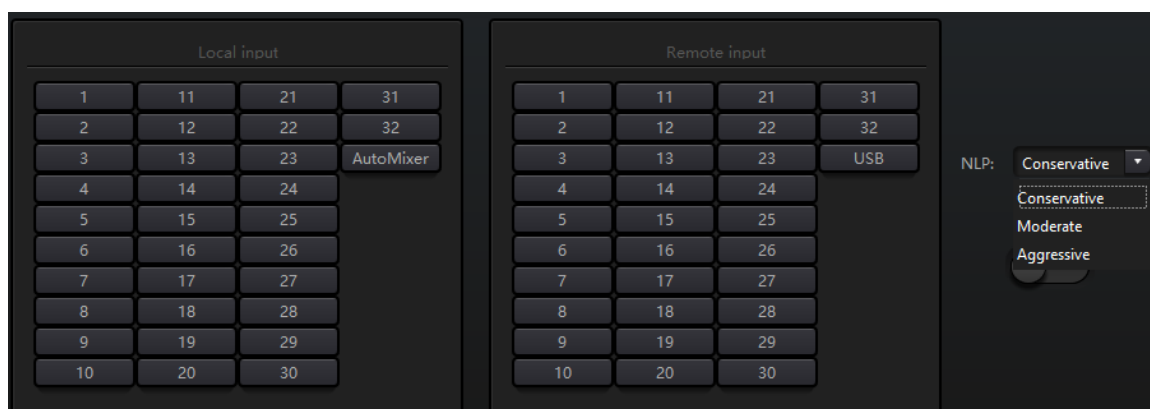 Local input
Remote input
1 11 21 31
2 12 22 32
3 13 23 AutoMixer
4 14 24
5 15 25
6 16 26
7 17 27
8 18 28
9 19 29
10 20 30
1 11 21 31
2 12 22 32
3 13 23 USB
4 14 24
5 15 25
6 16 26
7 17 27
8 18 28
9 19 29
10 20 30
NLP: Conservative
Conservative
Moderate
Aggressive